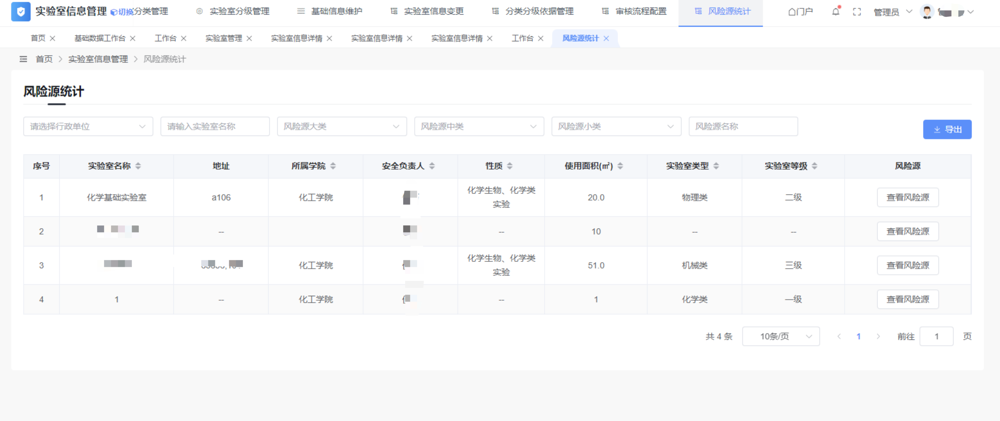 实验室信息管理 切换 分类管理 实验室分级管理 基础信息维护 实验室信息变更 分类分级依据管理 审核流程配置 风险源统计 门户 管理员
首页 基础数据工作台 工作台 实验室管理 实验室信息详情 实验室信息详情 实验室信息详情 工作台 风险源统计
首页 > 实验室信息管理 > 风险源统计
风险源统计
请选择行政单位 请输入实验室名称 风险源大类 风险源中类 风险源小类 风险源名称 导出
序号 实验室名称 地址 所属学院 安全负责人 性质 使用面积(㎡) 实验室类型 实验室等级 风险源
1 化学基础实验室 a106 化工学院 化学生物、化学类实验 20.0 物理类 二级 查看风险源
2 -- -- 10 -- -- 查看风险源
3 化工学院 化学生物、化学类实验 51.0 机械类 三级 查看风险源
4 1 -- 化工学院 -- 1 化学类 一级 查看风险源
共 4 条 10条/页 1 前往 1 页